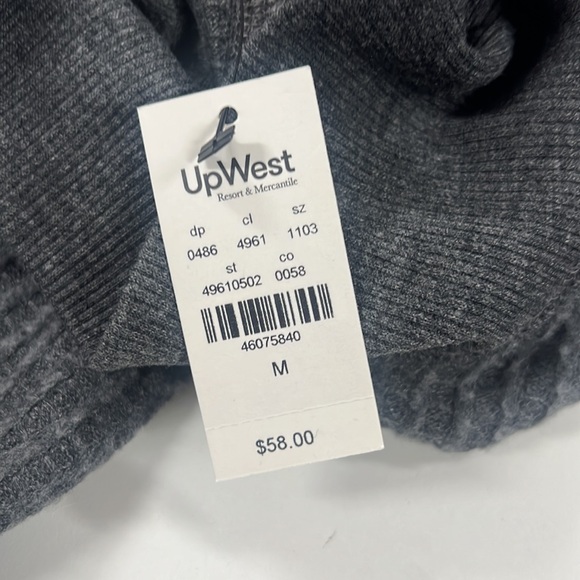 UpWest
Resort & Mercantile
dp cl sz
0486 4961 1103
st co
49610502 0058
46075840
M
$58.00